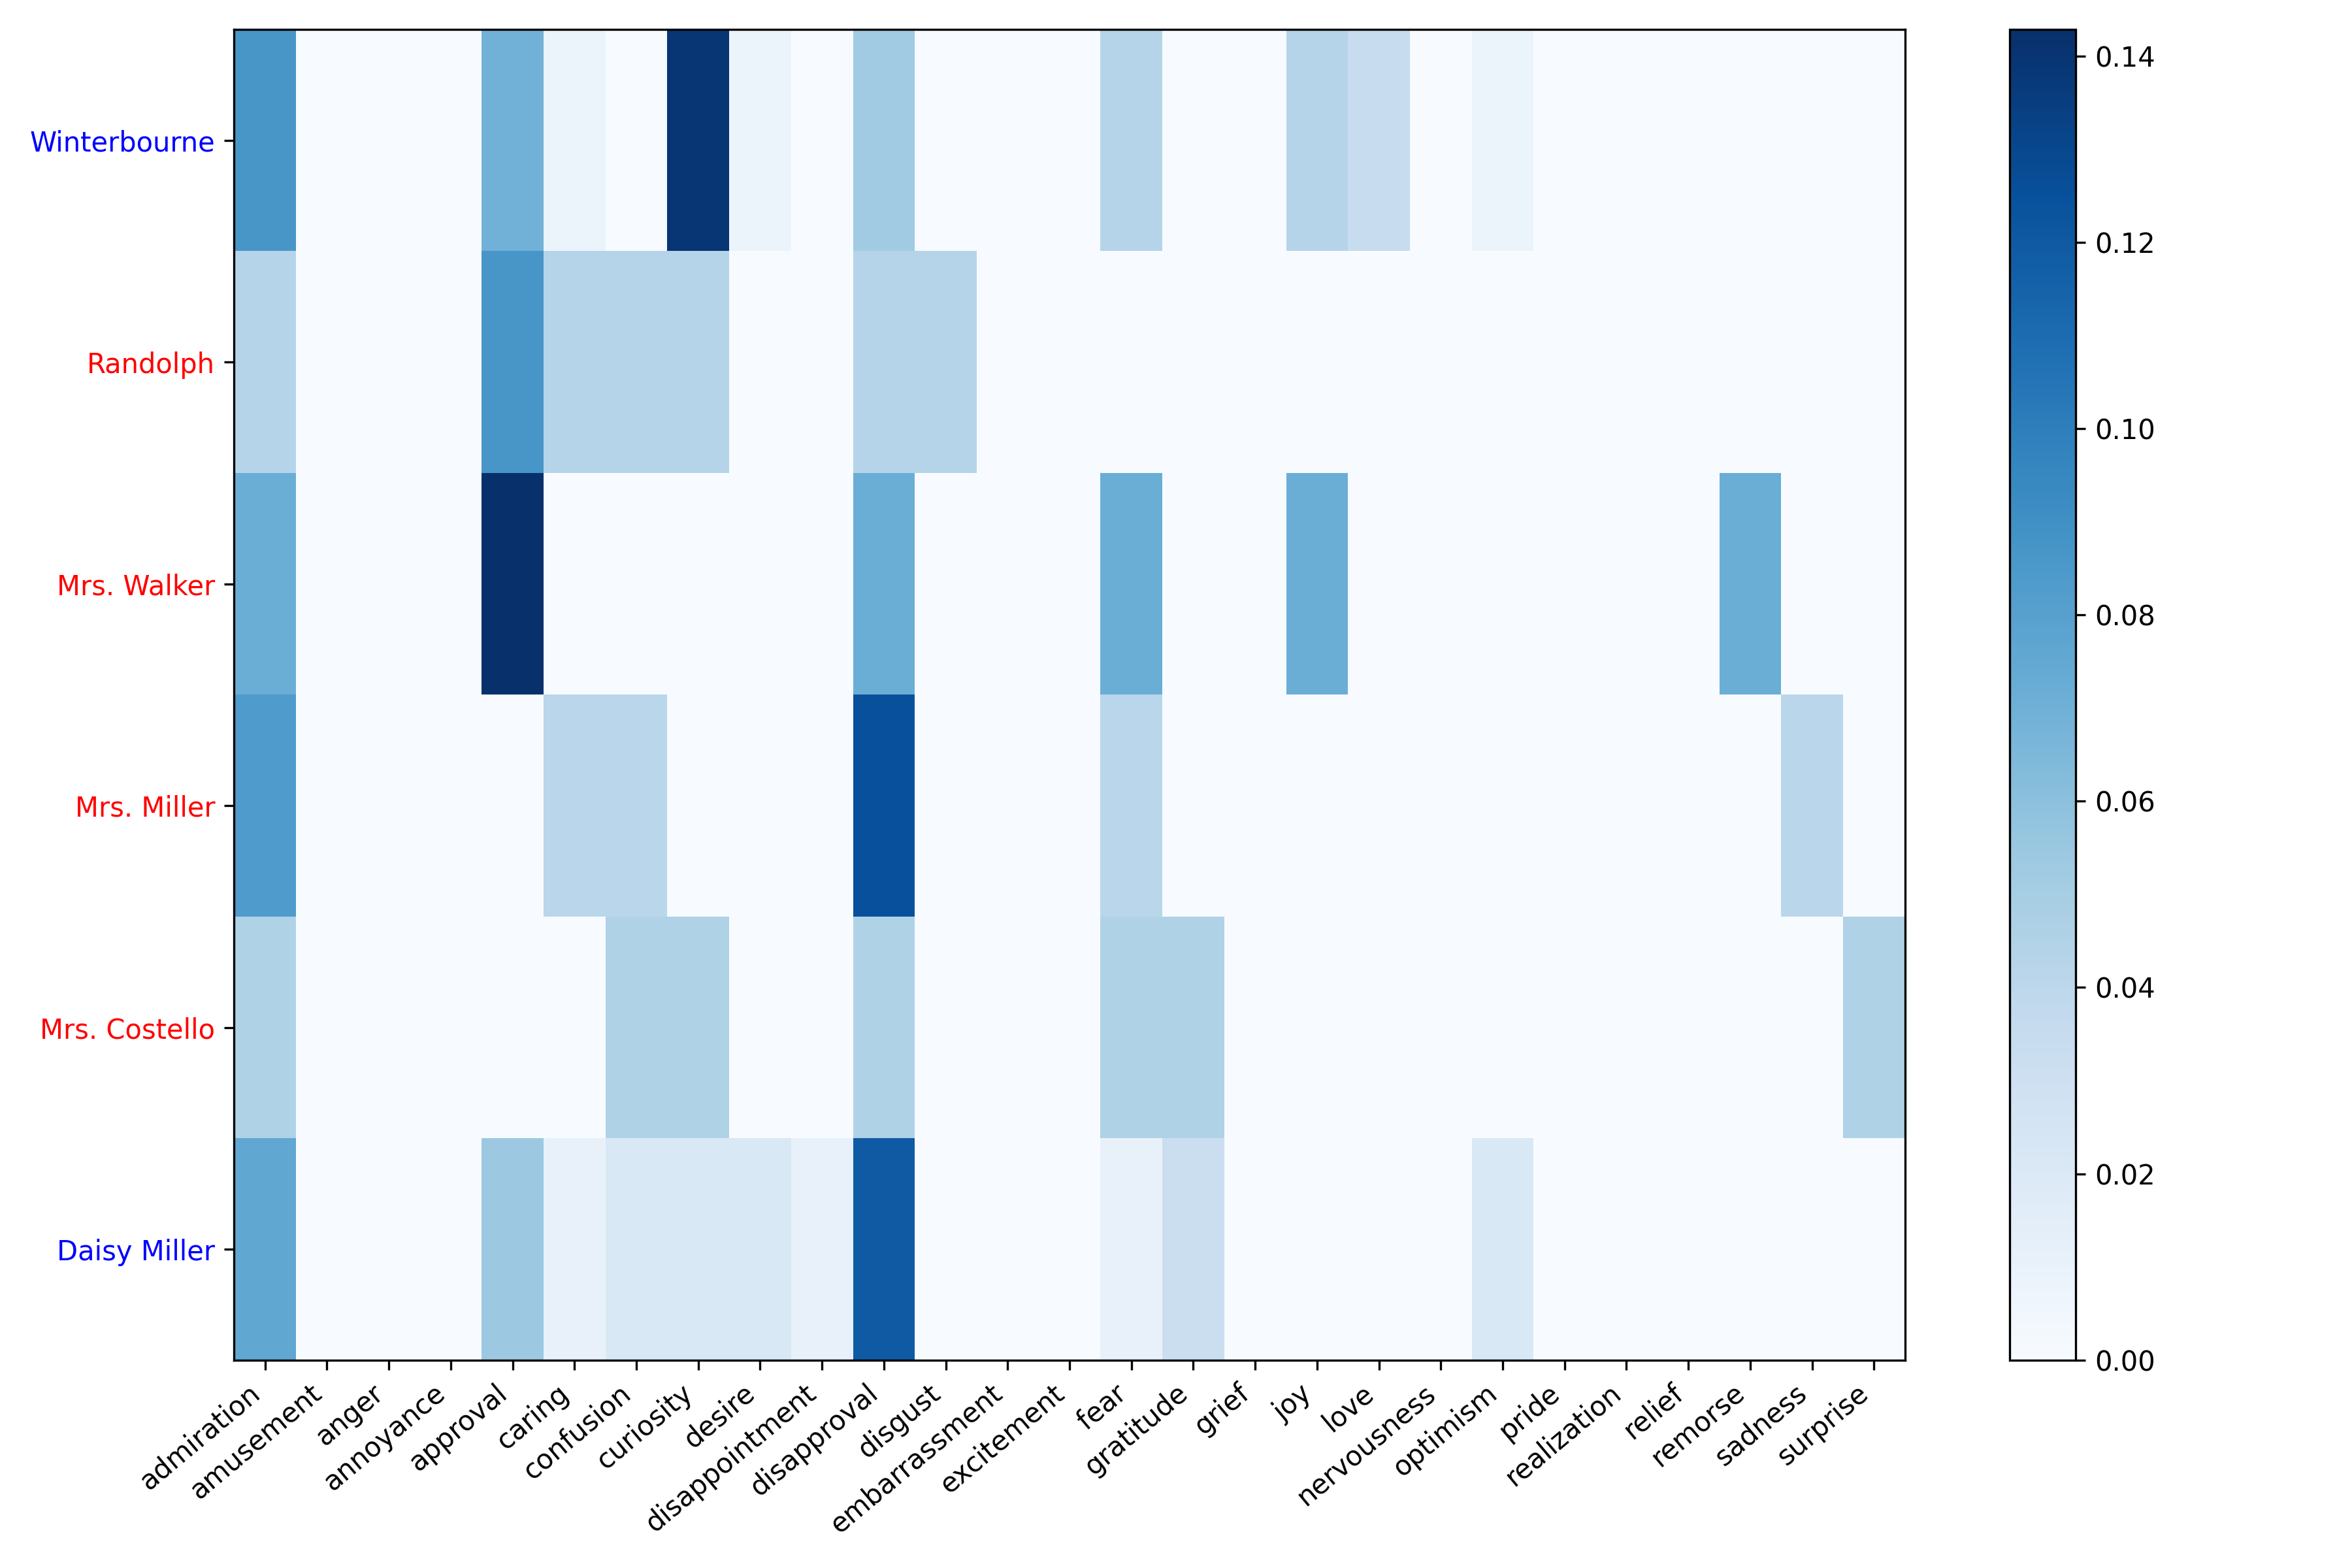 Winterbourne
Randolph
Mrs. Walker
Mrs. Miller
Mrs. Costello
Daisy Miller
admiration
amusement
anger
annoyance
approval
caring
confusion
curiosity
desire
disappointment
disapproval
disgust
embarrassment
excitement
fear
gratitude
grief
joy
love
nervousness
optimism
pride
realization
relief
remorse
sadness
surprise
0.14
0.12
0.10
0.08
0.06
0.04
0.02
0.00